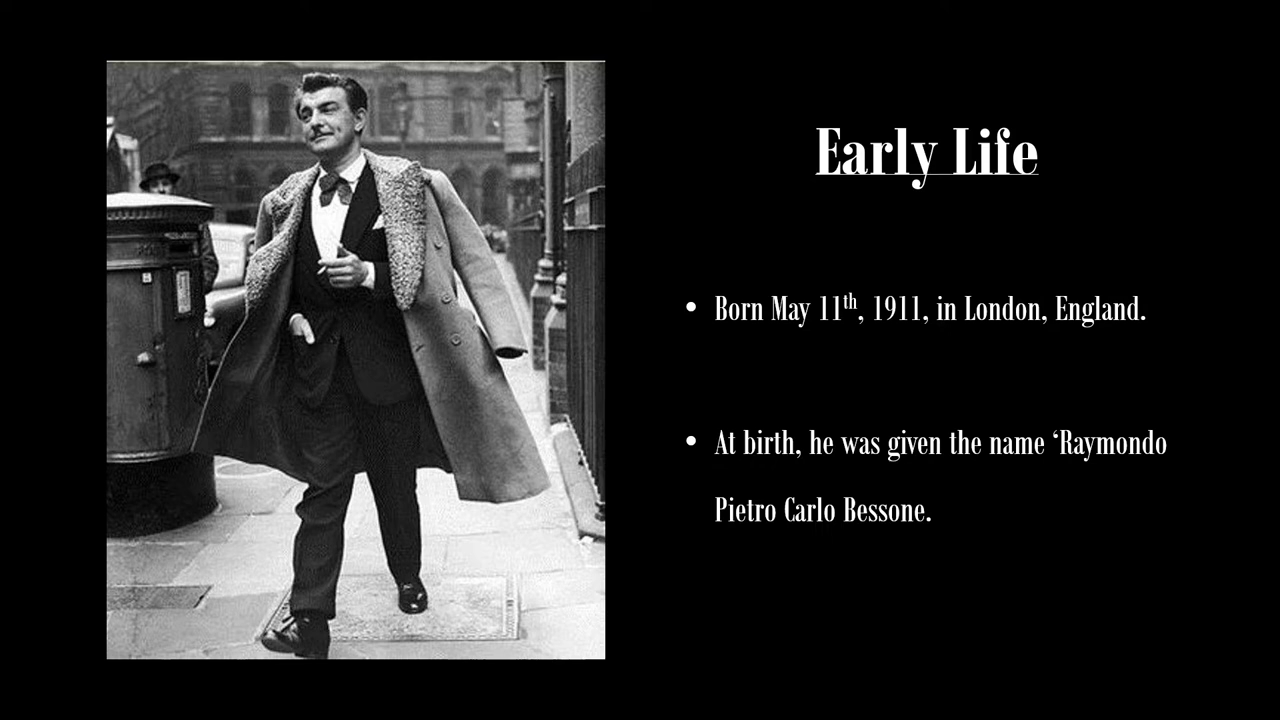 Early Life
• Born May 11th, 1911, in London, England.
• At birth, he was given the name ‘Raymondo
Pietro Carlo Bessone.